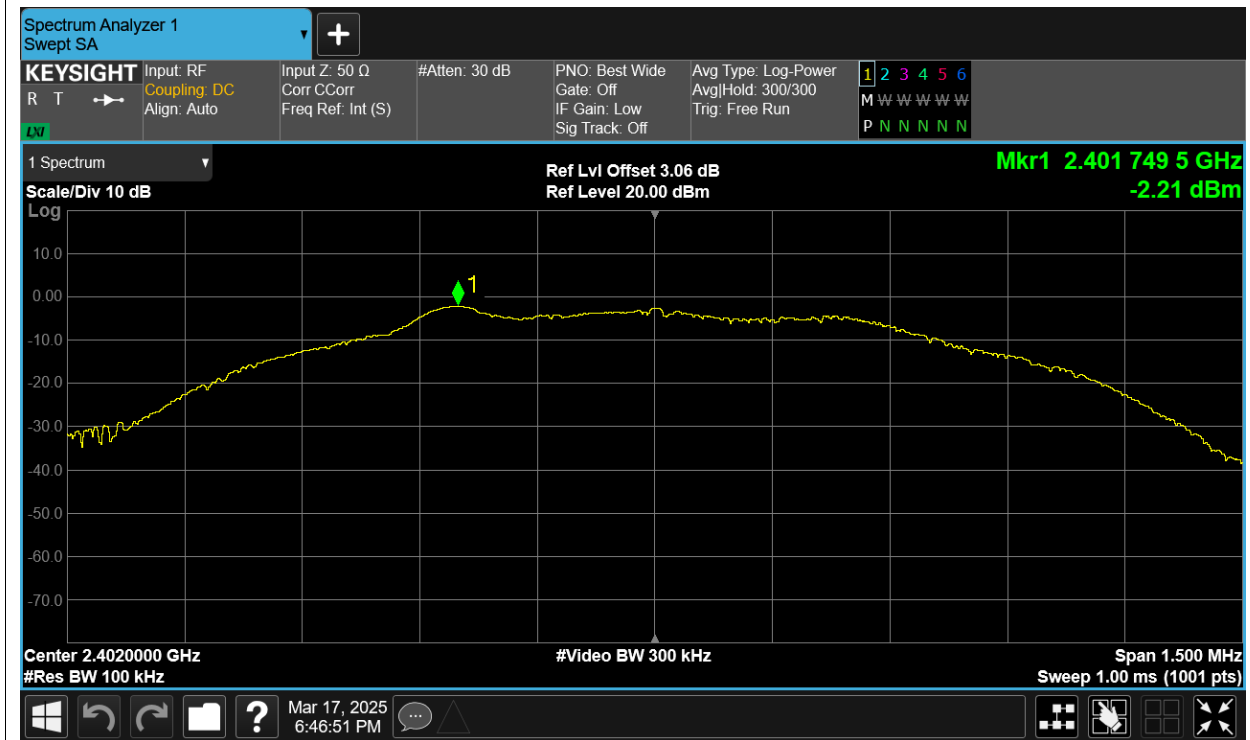 Spectrum Analyzer 1
Swept SA
KEYSIGHT
R T
LXI
Input: RF
Coupling: DC
Align: Auto
Input Z: 50 Ω
Corr CCorr
Freq Ref: Int (S)
#Atten: 30 dB
PNO: Best Wide
Gate: Off
IF Gain: Low
Sig Track: Off
Avg Type: Log-Power
Avg|Hold: 300/300
Trig: Free Run
1 2 3 4 5 6
M W W W W W
P N N N N N
1 Spectrum
Scale/Div 10 dB
Log
Ref Lvl Offset 3.06 dB
Ref Level 20.00 dBm
Mkr1 2.401 749 5 GHz
-2.21 dBm
10.0
0.00
-10.0
-20.0
-30.0
-40.0
-50.0
-60.0
-70.0
1
Center 2.4020000 GHz
#Res BW 100 kHz
#Video BW 300 kHz
Span 1.500 MHz
Sweep 1.00 ms (1001 pts)
?
Mar 17, 2025
6:46:51 PM